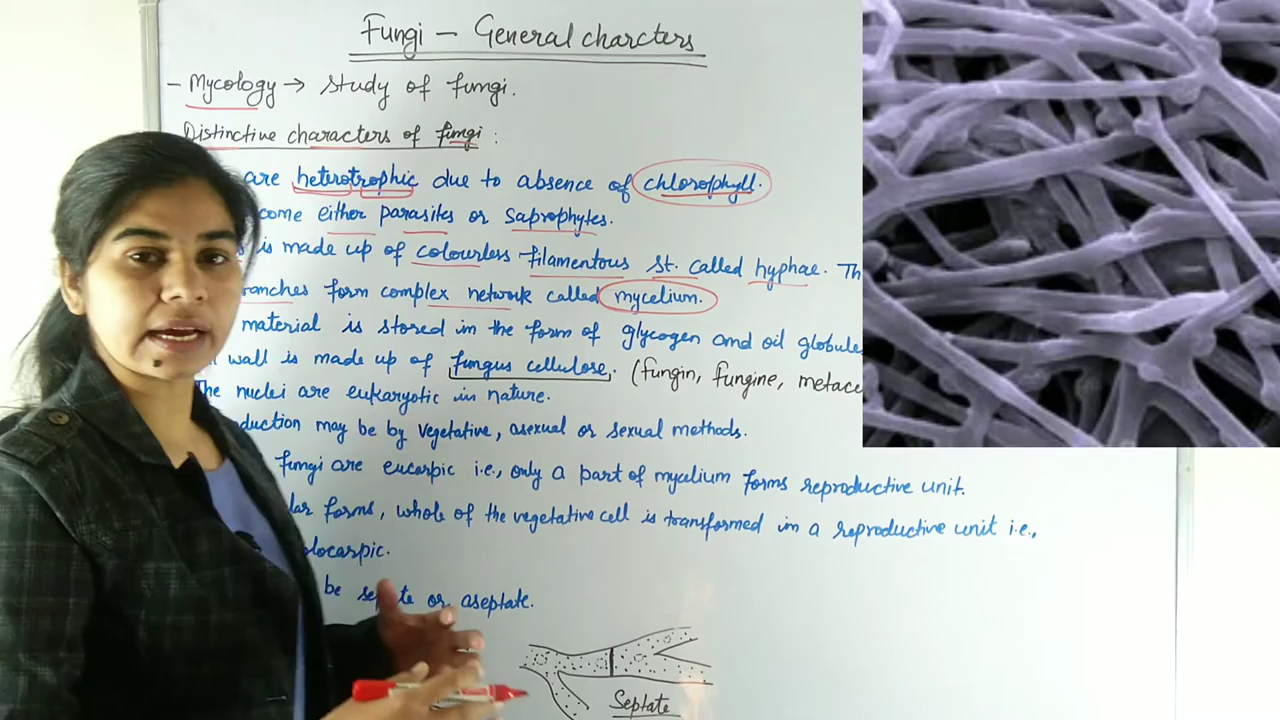 Fungi - General charcters
- Mycology → Study of fungi.
Distinctive characters of fungi :
are heterotrophic due to absence of chlorophyll.
come either parasites or saprophytes.
is made up of colourless filamentous st. called hyphae. Th
ranches form complex network called mycelium.
material is stored in the form of glycogen and oil globule
wall is made up of fungus cellulose. (fungin, fungine, metace
The nuclei are eukaryotic in nature.
duction may be by vegetative, asexual or sexual methods.
fungi are eucarpic i.e., only a part of mycelium forms reproductive unit.
lar forms, whole of the vegetative cell is transformed in a reproductive unit i.e.,
olocarpic.
be septate or aseptate.
Septate